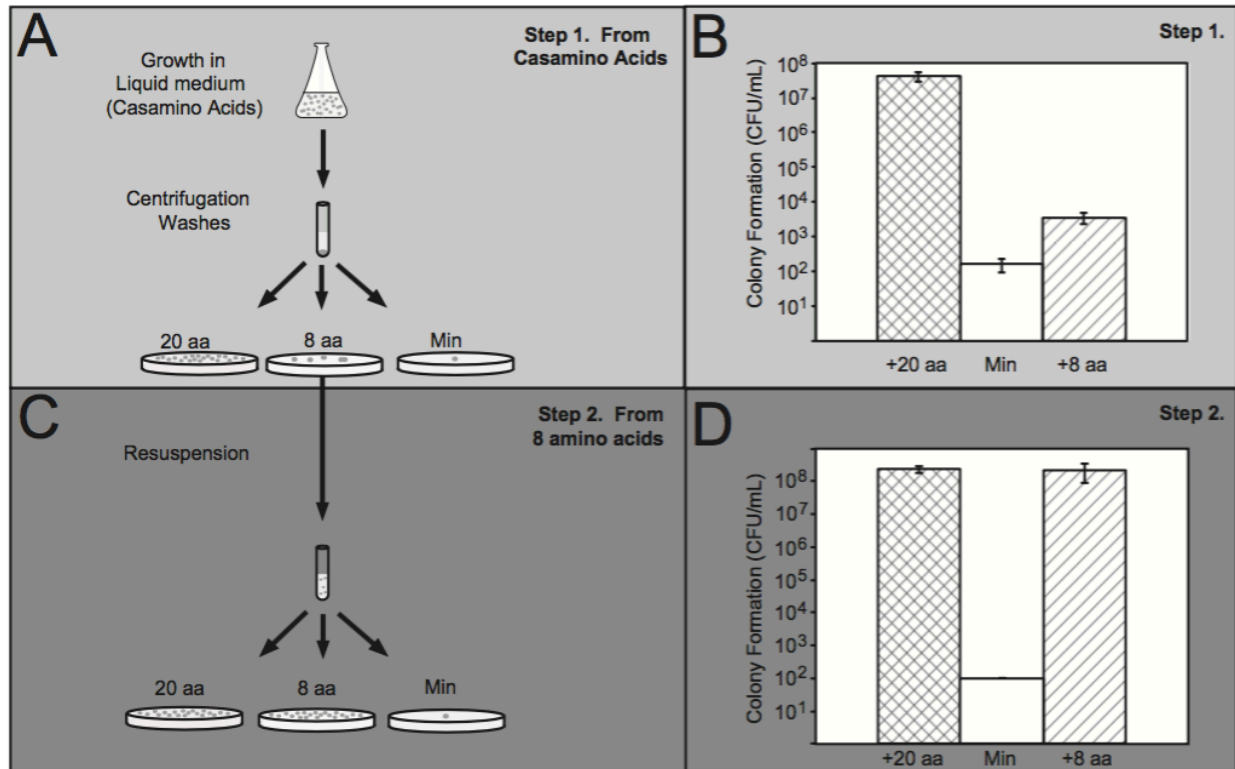 A
Step 1. From
Casamino Acids
Growth in
Liquid medium
(Casamino Acids)
Centrifugation
Washes
20 aa
8 aa
Min
B
Step 1.
Colony Formation (CFU/mL)
10⁸
10⁷
10⁶
10⁵
10⁴
10³
10²
10¹
+20 aa
Min
+8 aa
C
Step 2. From
8 amino acids
Resuspension
20 aa
8 aa
Min
D
Step 2.
Colony Formation (CFU/mL)
10⁸
10⁷
10⁶
10⁵
10⁴
10³
10²
10¹
+20 aa
Min
+8 aa